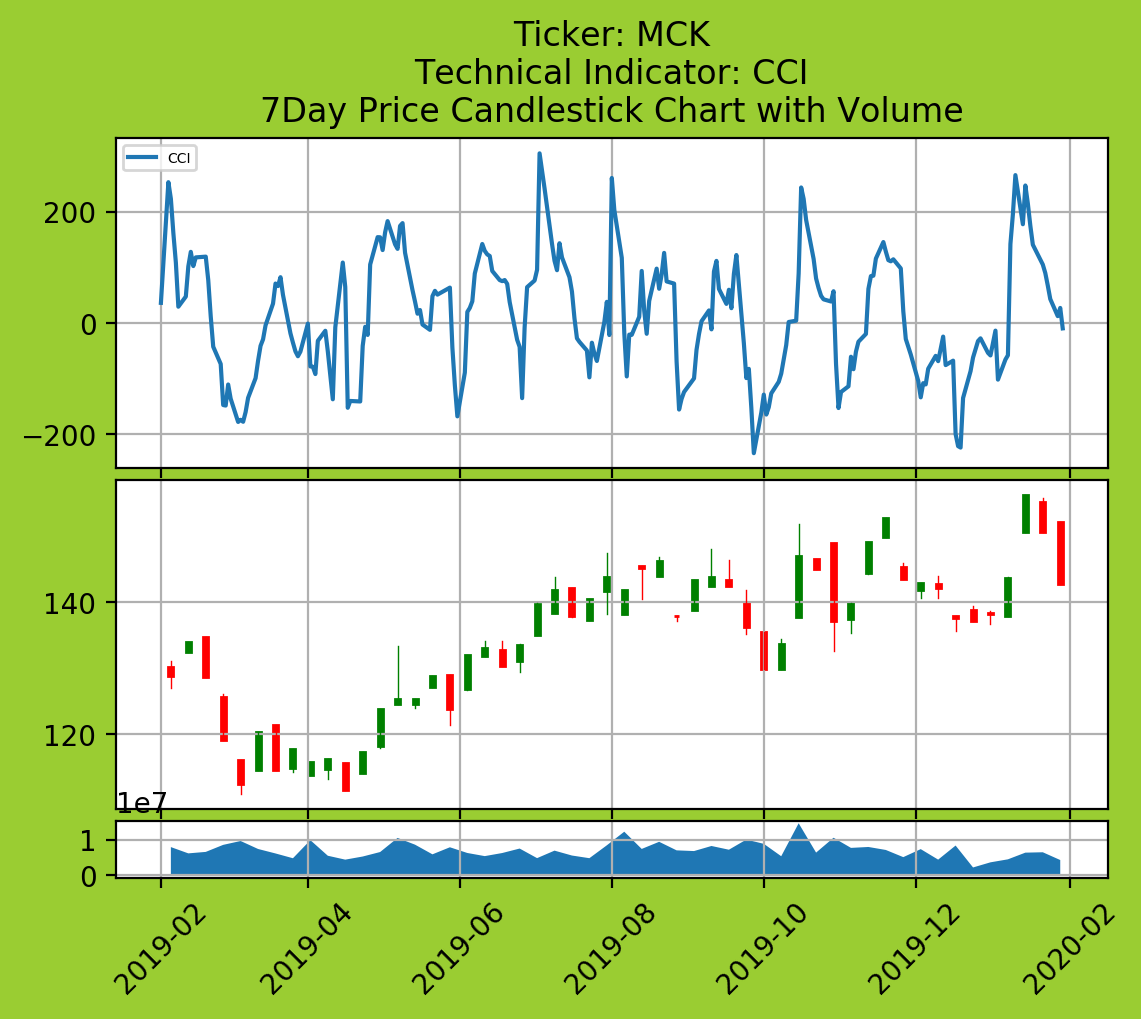 Ticker: MCK
Technical Indicator: CCI
7Day Price Candlestick Chart with Volume
CCI
200
0
−200
140
120
1e7
1
0
2019-02
2019-04
2019-06
2019-08
2019-10
2019-12
2020-02